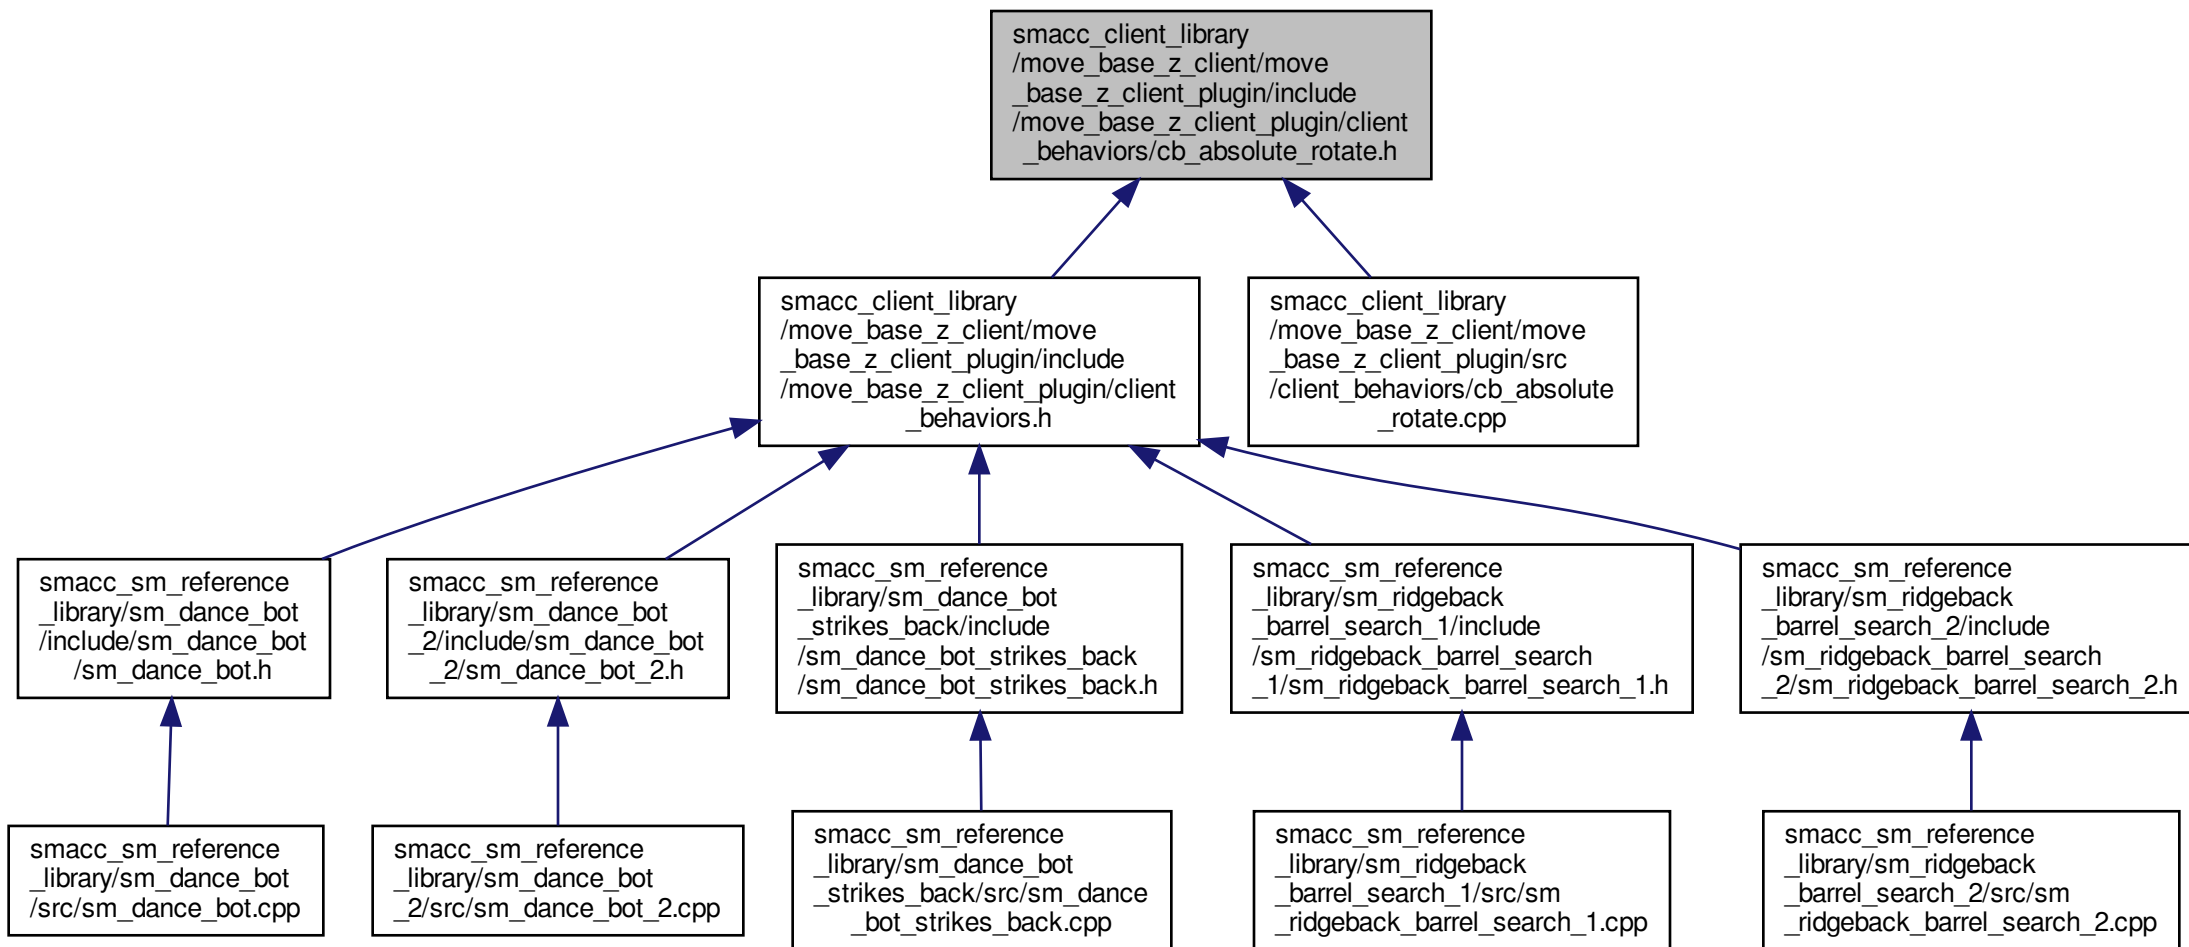 smacc_client_library
/move_base_z_client/move
_base_z_client_plugin/include
/move_base_z_client_plugin/client
_behaviors/cb_absolute_rotate.h
smacc_client_library
/move_base_z_client/move
_base_z_client_plugin/include
/move_base_z_client_plugin/client
_behaviors.h
smacc_client_library
/move_base_z_client/move
_base_z_client_plugin/src
/client_behaviors/cb_absolute
_rotate.cpp
smacc_sm_reference
_library/sm_dance_bot
/include/sm_dance_bot
/sm_dance_bot.h
smacc_sm_reference
_library/sm_dance_bot
_2/include/sm_dance_bot
_2/sm_dance_bot_2.h
smacc_sm_reference
_library/sm_dance_bot
_strikes_back/include
/sm_dance_bot_strikes_back
/sm_dance_bot_strikes_back.h
smacc_sm_reference
_library/sm_ridgeback
_barrel_search_1/include
/sm_ridgeback_barrel_search
_1/sm_ridgeback_barrel_search_1.h
smacc_sm_reference
_library/sm_ridgeback
_barrel_search_2/include
/sm_ridgeback_barrel_search
_2/sm_ridgeback_barrel_search_2.h
smacc_sm_reference
_library/sm_dance_bot
/src/sm_dance_bot.cpp
smacc_sm_reference
_library/sm_dance_bot
_2/src/sm_dance_bot_2.cpp
smacc_sm_reference
_library/sm_dance_bot
_strikes_back/src/sm_dance
_bot_strikes_back.cpp
smacc_sm_reference
_library/sm_ridgeback
_barrel_search_1/src/sm
_ridgeback_barrel_search_1.cpp
smacc_sm_reference
_library/sm_ridgeback
_barrel_search_2/src/sm
_ridgeback_barrel_search_2.cpp